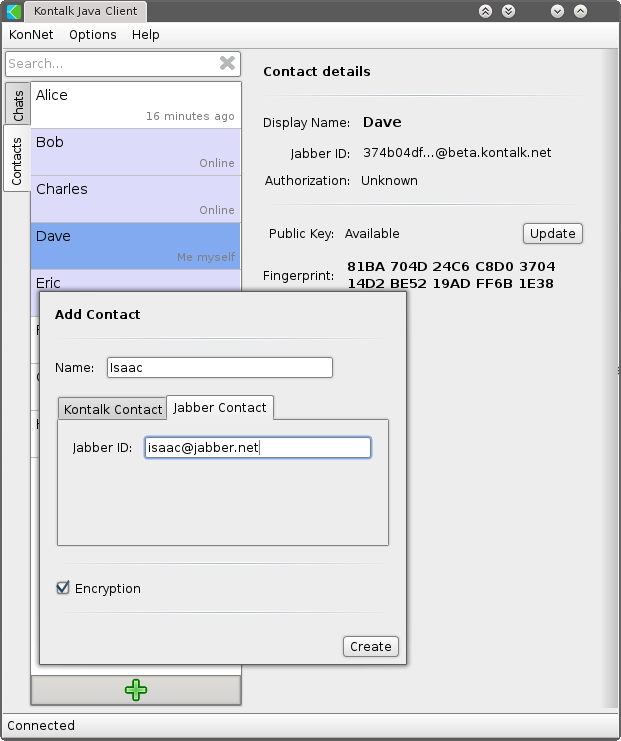 Kontalk Java Client
KonNet Options Help
Search...
Chats
Contacts
Alice
16 minutes ago
Bob
Online
Charles
Online
Dave
Me myself
Eric
Contact details
Display Name: Dave
Jabber ID: 374b04df...@beta.kontalk.net
Authorization: Unknown
Public Key: Available Update
Fingerprint: 81BA 704D 24C6 C8D0 3704
14D2 BE52 19AD FF6B 1E38
Add Contact
Name: Isaac
Kontalk Contact Jabber Contact
Jabber ID: isaac@jabber.net
Encryption
Create
Connected